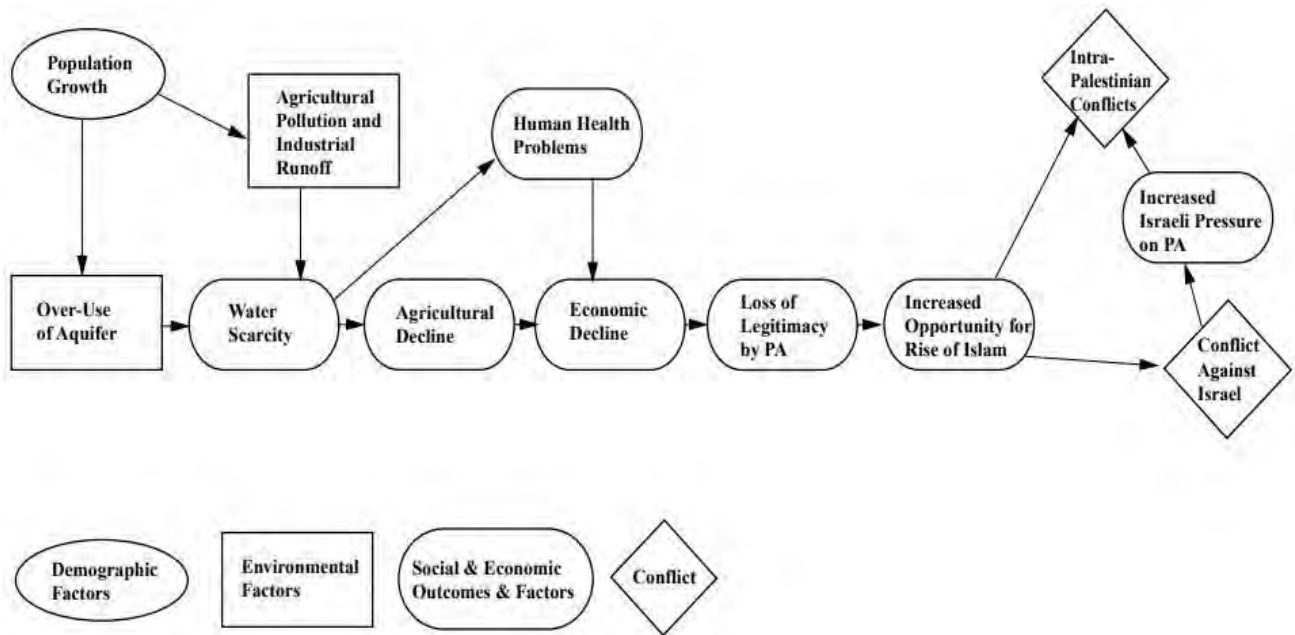 Population
Growth
Agricultural
Pollution and
Industrial
Runoff
Human Health
Problems
Intra-
Palestinian
Conflicts
Increased
Israeli Pressure
on PA
Over-Use
of Aquifer
Water
Scarcity
Agricultural
Decline
Economic
Decline
Loss of
Legitimacy
by PA
Increased
Opportunity for
Rise of Islam
Conflict
Against
Israel
Demographic
Factors
Environmental
Factors
Social & Economic
Outcomes & Factors
Conflict